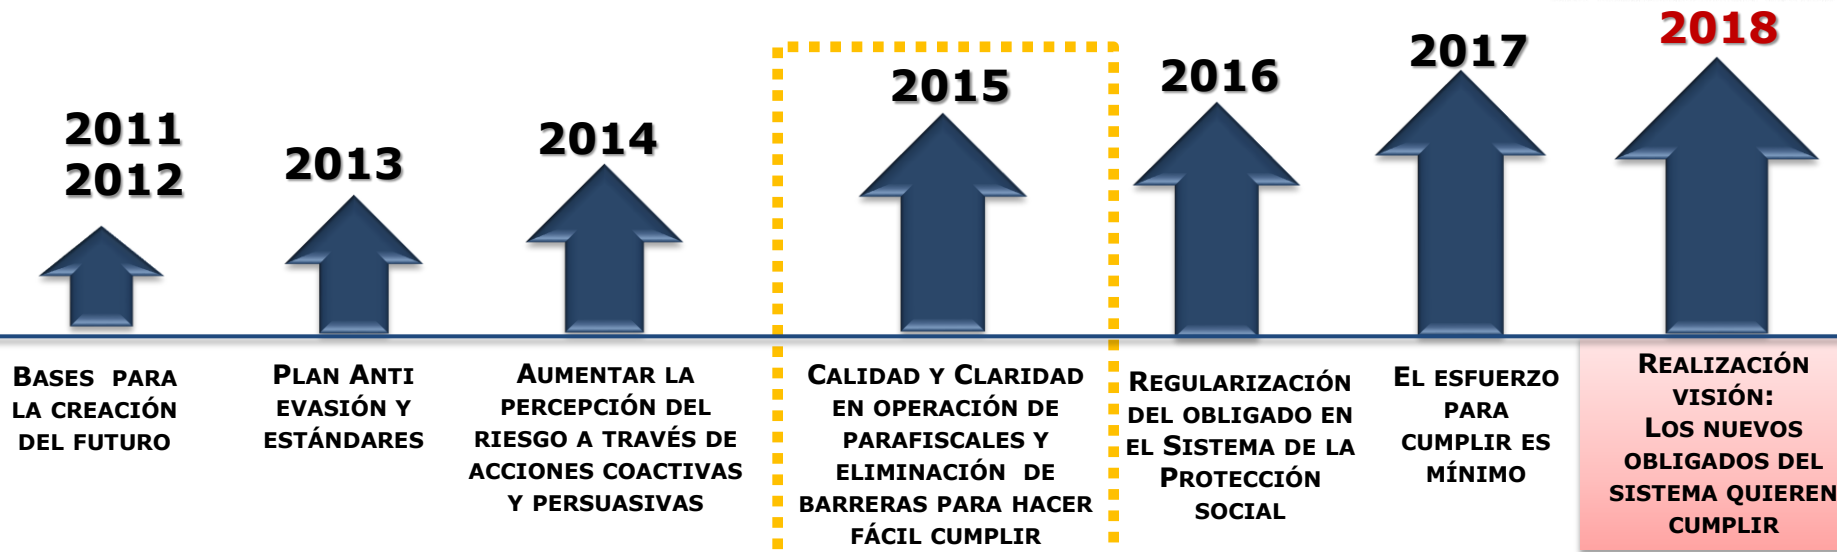 2011
2012
BASES PARA
LA CREACIÓN
DEL FUTURO
2013
PLAN ANTI
EVASIÓN Y
ESTÁNDARES
2014
AUMENTAR LA
PERCEPCIÓN DEL
RIESGO A TRAVÉS DE
ACCIONES COACTIVAS
Y PERSUASIVAS
2015
CALIDAD Y CLARIDAD
EN OPERACIÓN DE
PARAFISCALES Y
ELIMINACIÓN DE
BARRERAS PARA HACER
FÁCIL CUMPLIR
2016
REGULARIZACIÓN
DEL OBLIGADO EN
EL SISTEMA DE LA
PROTECCIÓN
SOCIAL
2017
EL ESFUERZO
PARA
CUMPLIR ES
MÍNIMO
2018
REALIZACIÓN
VISIÓN:
LOS NUEVOS
OBLIGADOS DEL
SISTEMA QUIEREN
CUMPLIR